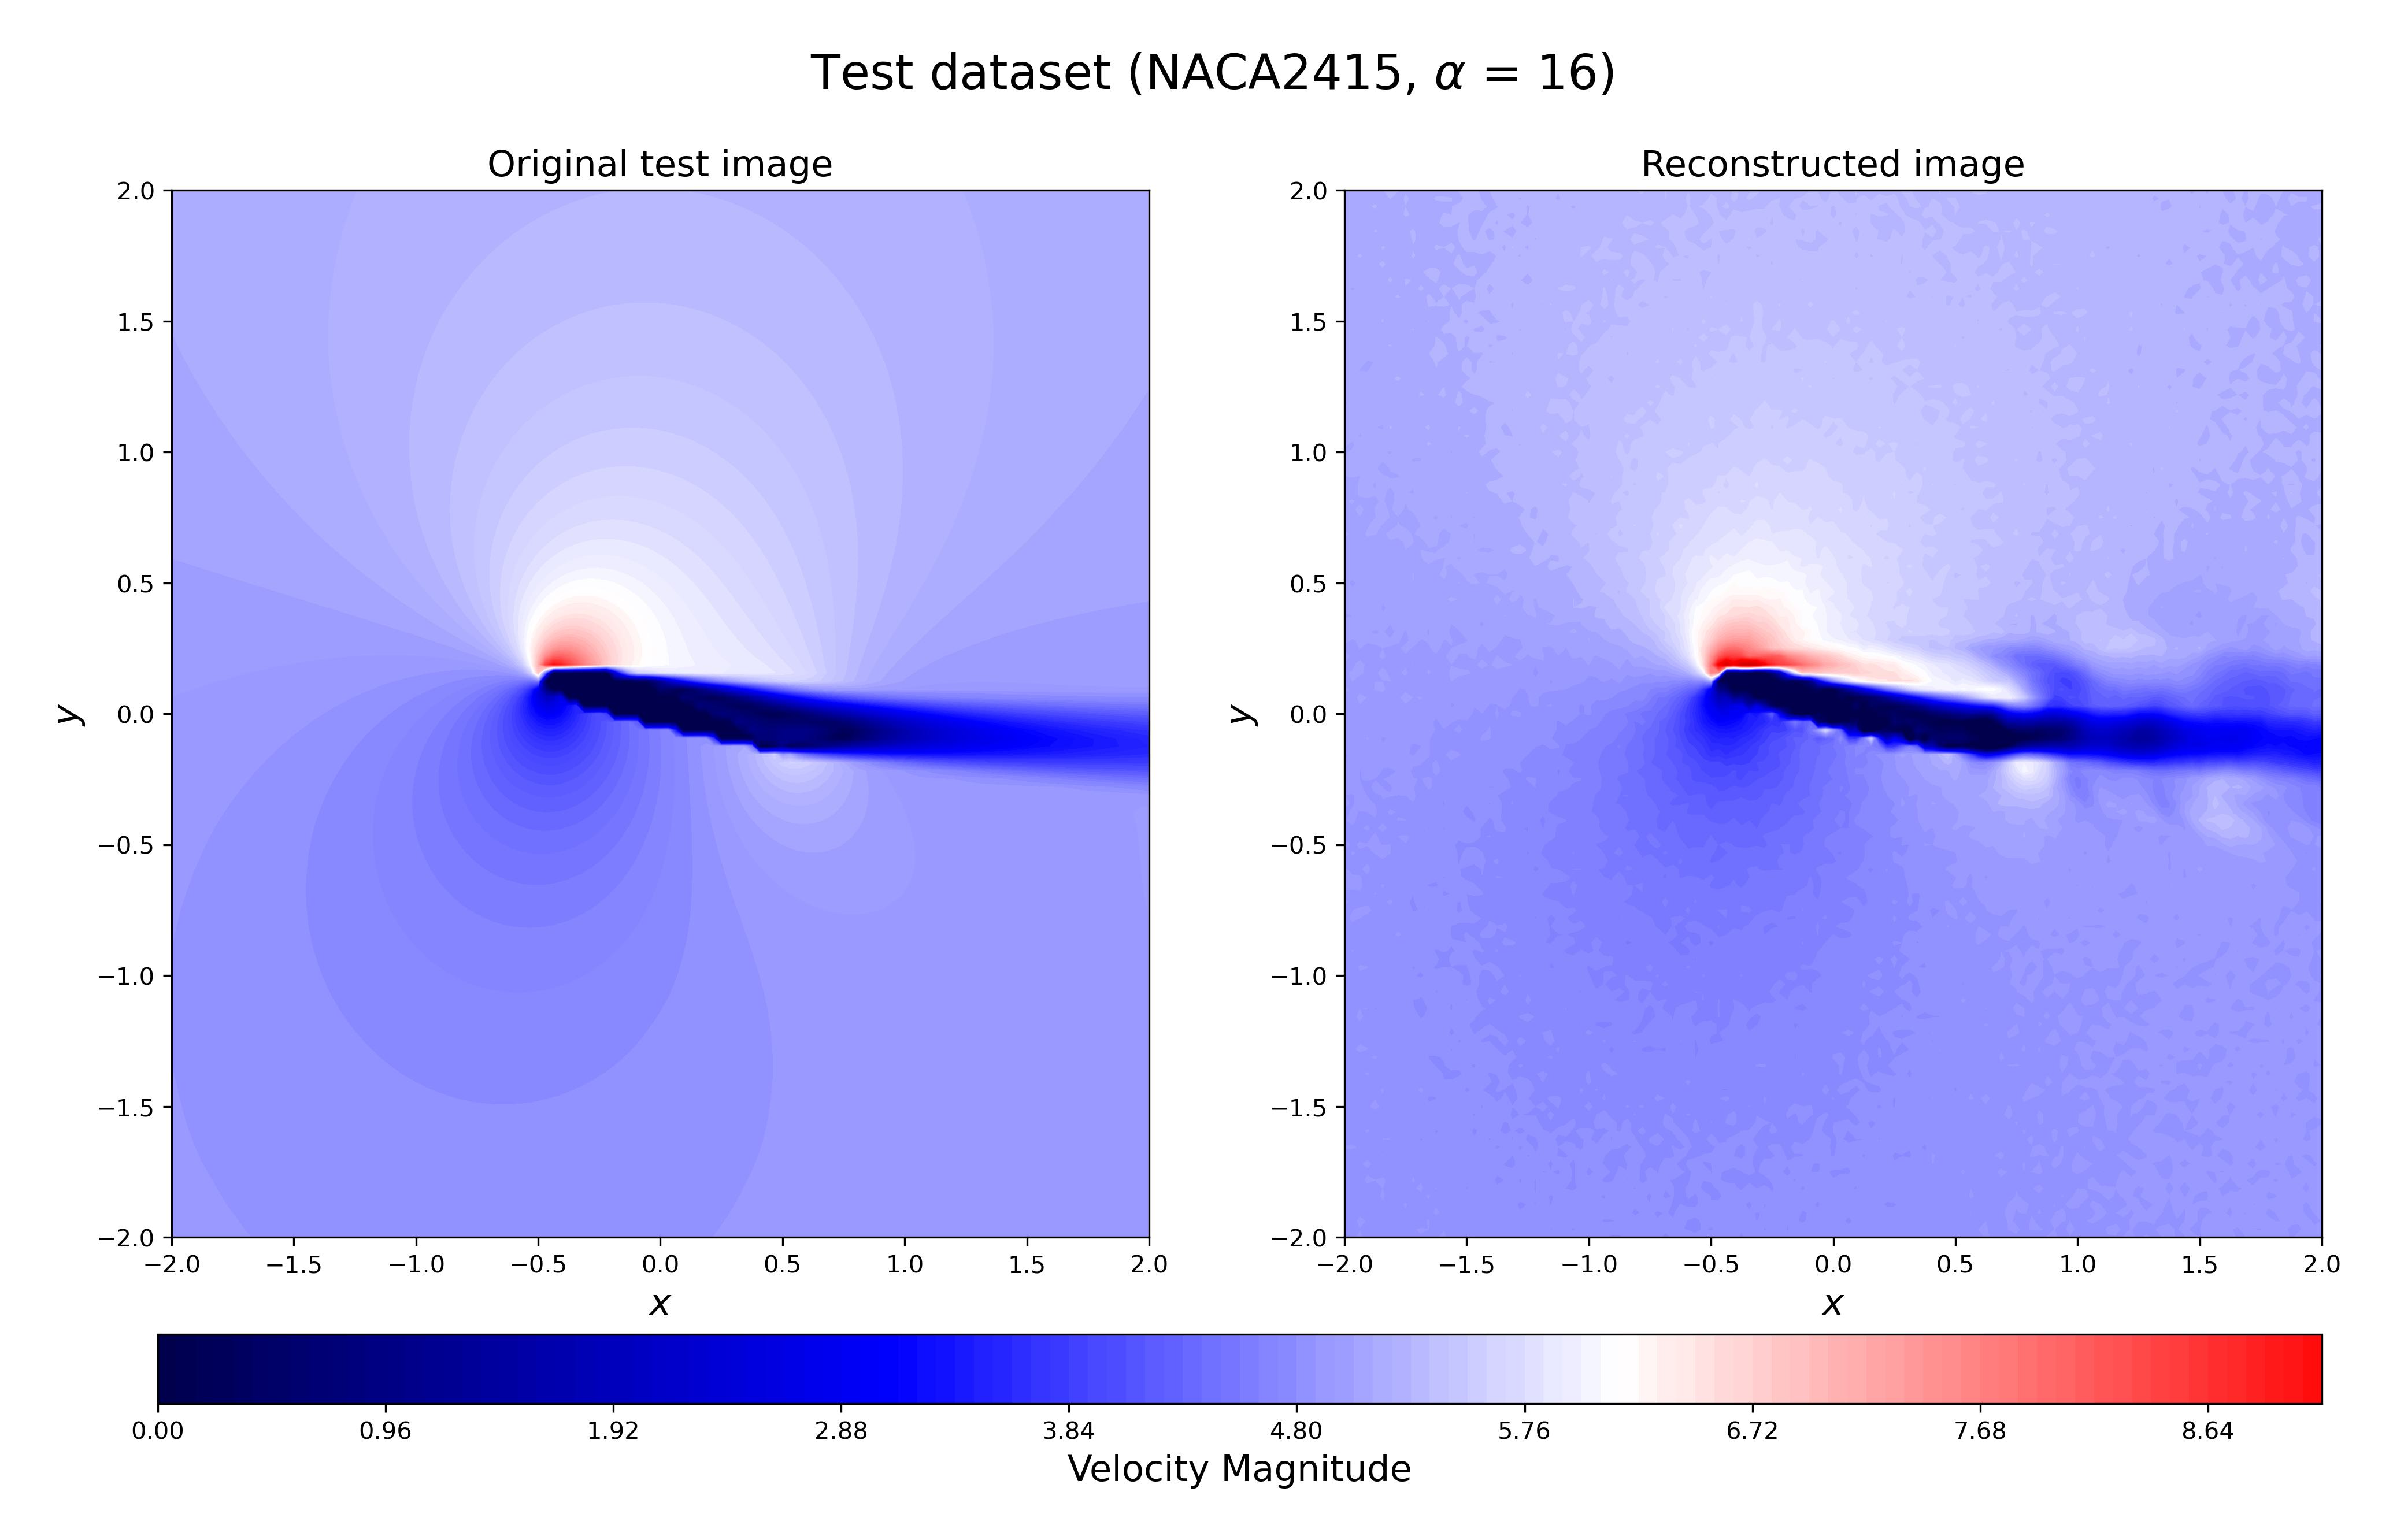 Test dataset (NACA2415, α = 16)
Original test image
Reconstructed image
2.0
1.5
1.0
0.5
0.0
−0.5
−1.0
−1.5
−2.0
y
−2.0 −1.5 −1.0 −0.5 0.0 0.5 1.0 1.5 2.0
x
2.0
1.5
1.0
0.5
0.0
−0.5
−1.0
−1.5
−2.0
y
−2.0 −1.5 −1.0 −0.5 0.0 0.5 1.0 1.5 2.0
x
0.00 0.96 1.92 2.88 3.84 4.80 5.76 6.72 7.68 8.64
Velocity Magnitude